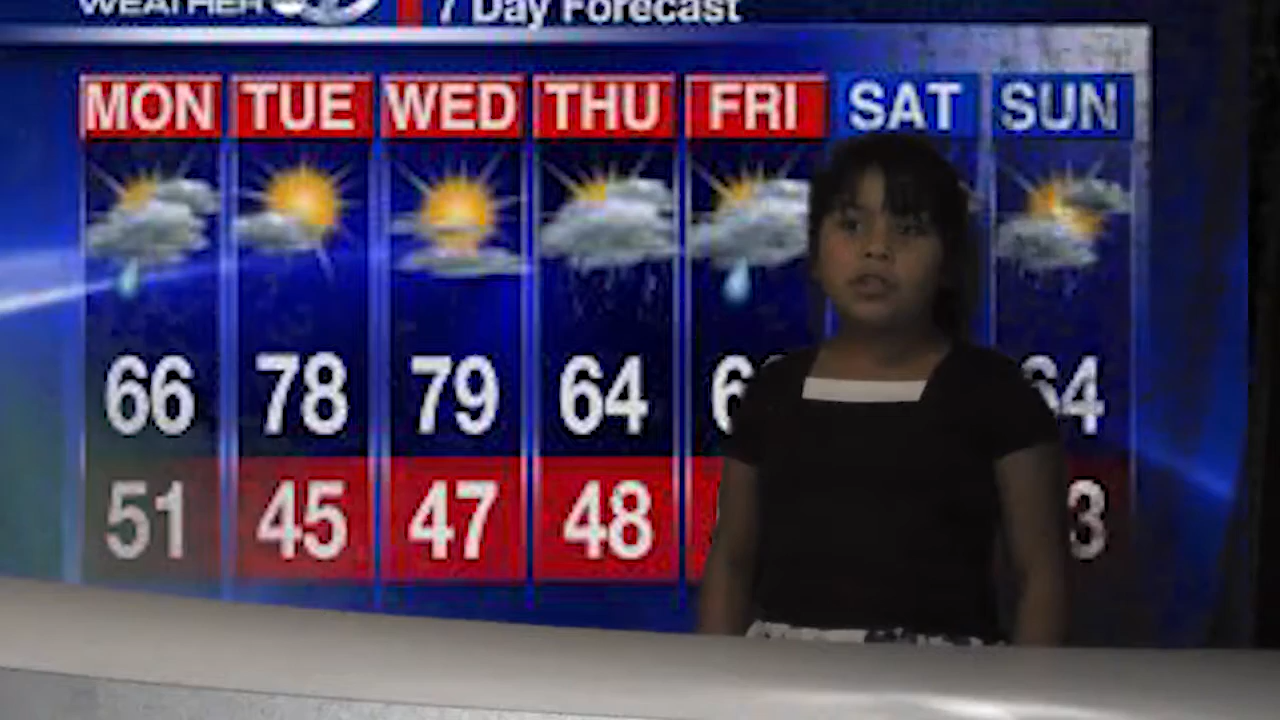 WEATHER
7 Day Forecast
MON TUE WED THU FRI SAT SUN
66 78 79 64
51 45 47 48